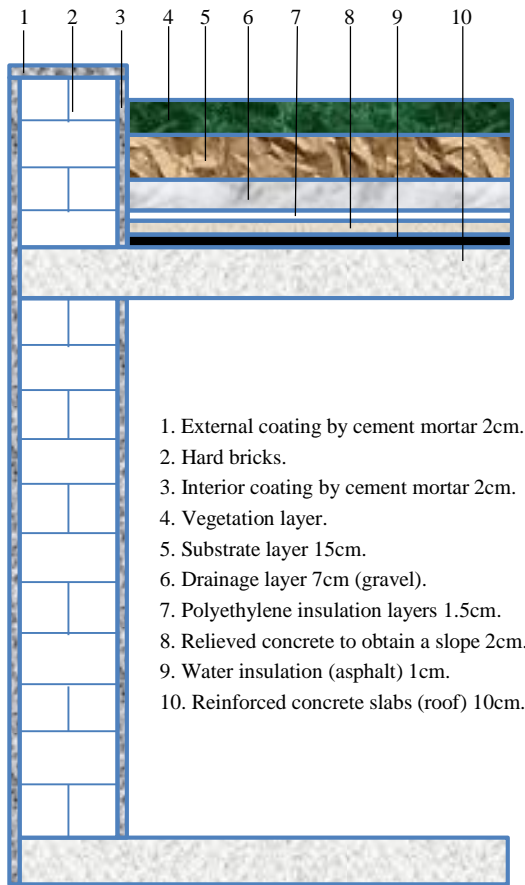 1 2 3 4 5 6 7 8 9 10
1. External coating by cement mortar 2cm.
2. Hard bricks.
3. Interior coating by cement mortar 2cm.
4. Vegetation layer.
5. Substrate layer 15cm.
6. Drainage layer 7cm (gravel).
7. Polyethylene insulation layers 1.5cm.
8. Relieved concrete to obtain a slope 2cm.
9. Water insulation (asphalt) 1cm.
10. Reinforced concrete slabs (roof) 10cm.